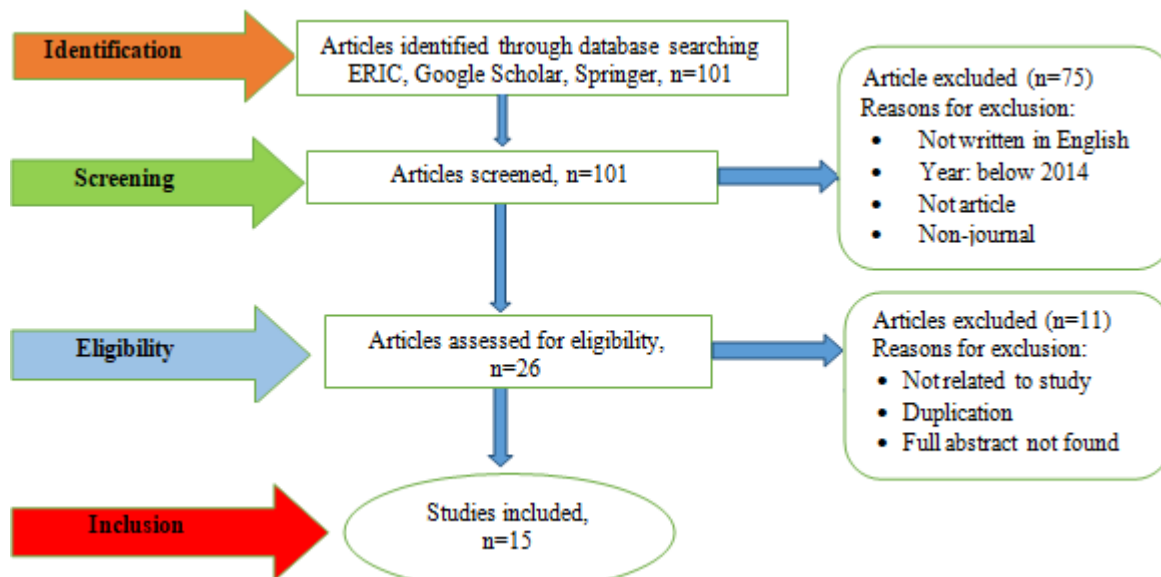 Identification
Articles identified through database searching
ERIC, Google Scholar, Springer, n=101
Article excluded (n=75)
Reasons for exclusion:
• Not written in English
• Year: below 2014
• Not article
• Non-journal
Screening
Articles screened, n=101
Eligibility
Articles assessed for eligibility,
n=26
Articles excluded (n=11)
Reasons for exclusion:
• Not related to study
• Duplication
• Full abstract not found
Inclusion
Studies included,
n=15